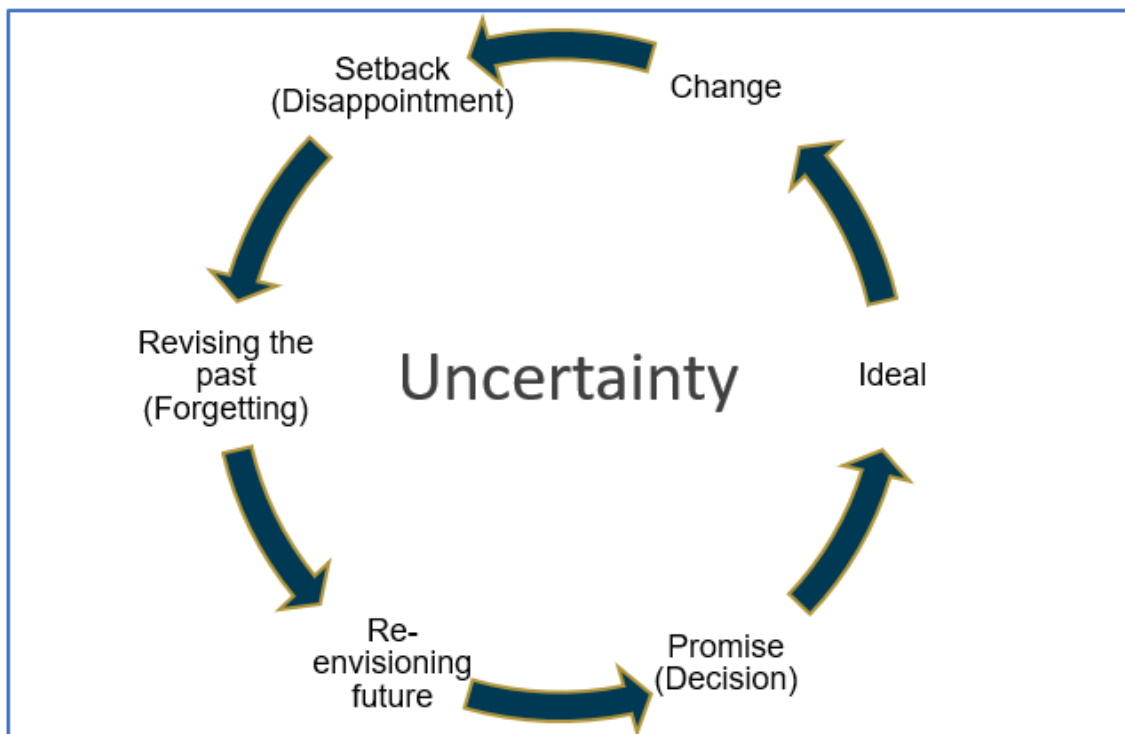 Setback
(Disappointment)
Change
Revising the
past
(Forgetting)
Uncertainty
Ideal
Re-
envisioning
future
Promise
(Decision)